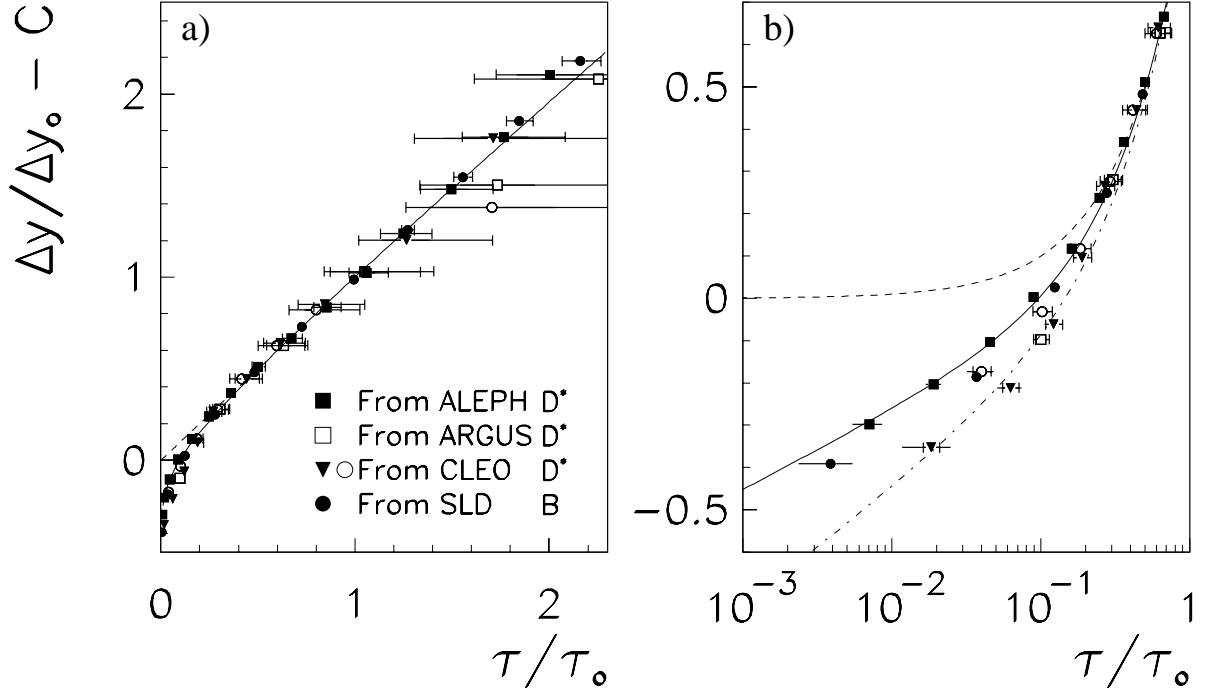 Δy/Δy₀ − C
a)
2
1
0
From ALEPH D*
From ARGUS D*
From CLEO D*
From SLD B
0 1 2
τ/τ₀
b)
0.5
0
−0.5
10⁻³ 10⁻² 10⁻¹ 1
τ/τ₀